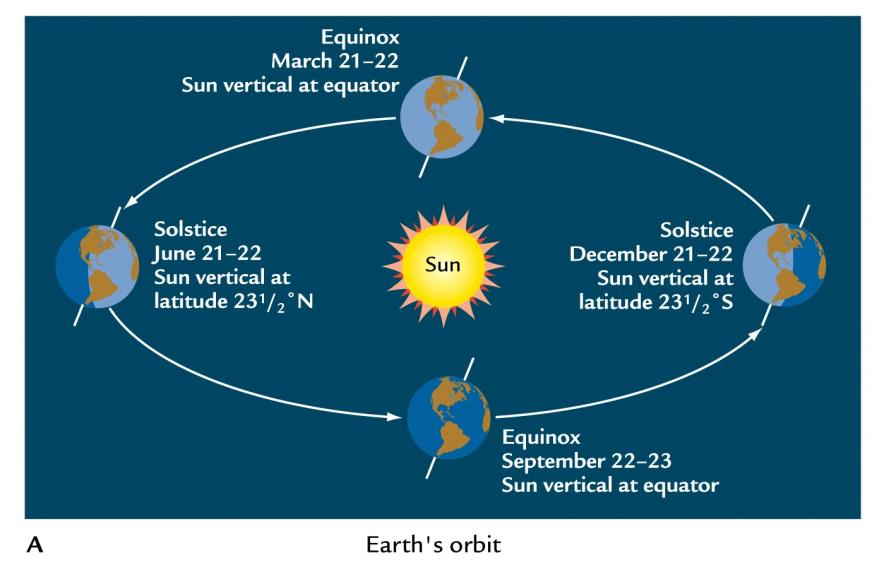 Equinox
March 21–22
Sun vertical at equator
Solstice
June 21–22
Sun vertical at
latitude 23¹/₂°N
Sun
Solstice
December 21–22
Sun vertical at
latitude 23¹/₂°S
Equinox
September 22–23
Sun vertical at equator
A
Earth's orbit